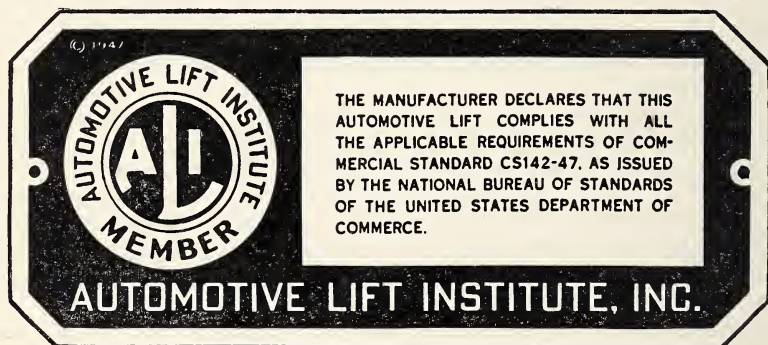 (C) 1947
AUTOMOTIVE LIFT INSTITUTE
ALI
MEMBER
THE MANUFACTURER DECLARES THAT THIS
AUTOMOTIVE LIFT COMPLIES WITH ALL
THE APPLICABLE REQUIREMENTS OF COM-
MERCIAL STANDARD CS142-47, AS ISSUED
BY THE NATIONAL BUREAU OF STANDARDS
OF THE UNITED STATES DEPARTMENT OF
COMMERCE.
AUTOMOTIVE LIFT INSTITUTE, INC.